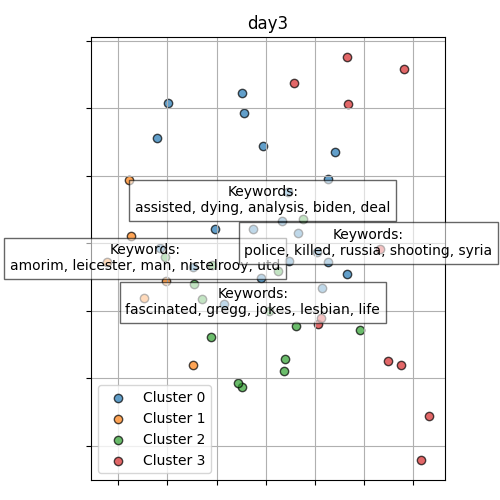 day3
Keywords:
assisted, dying, analysis, biden, deal
Keywords:
police, killed, russia, shooting, syria
Keywords:
amorim, leicester, man, nistelrooy, utd
Keywords:
fascinated, gregg, jokes, lesbian, life
Cluster 0
Cluster 1
Cluster 2
Cluster 3